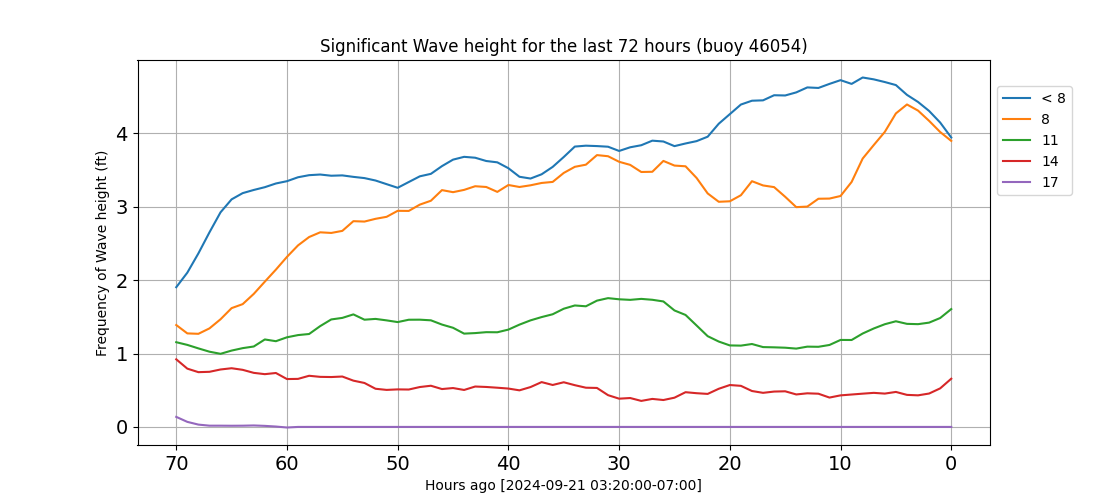 Significant Wave height for the last 72 hours (buoy 46054)
Frequency of Wave height (ft)
4
3
2
1
0
70 60 50 40 30 20 10 0
Hours ago [2024-09-21 03:20:00-07:00]
< 8
8
11
14
17